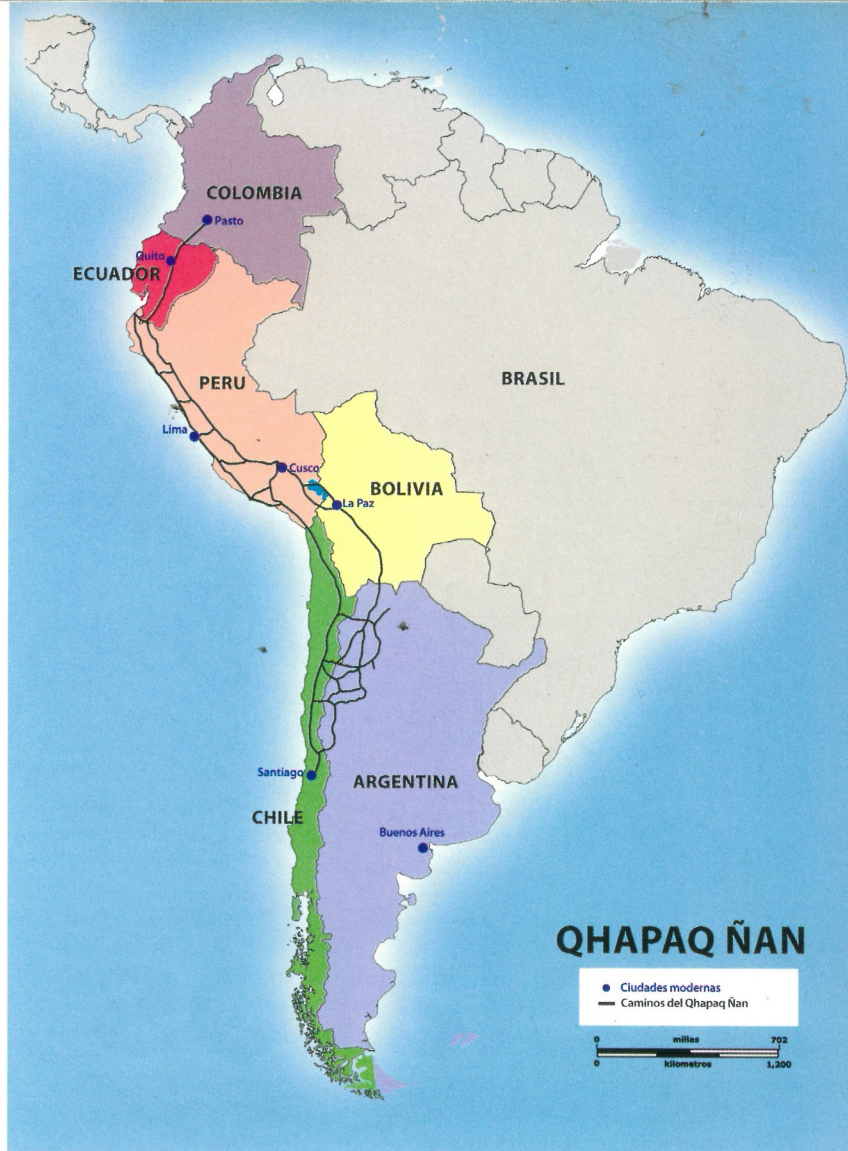 COLOMBIA
Pasto
Quito
ECUADOR
PERU
BRASIL
Lima
Cusco
BOLIVIA
La Paz
Santiago
ARGENTINA
CHILE
Buenos Aires
QHAPAQ ÑAN
Ciudades modernas
Caminos del Qhapaq Ñan
0 millas 702
0 kilometros 1,200